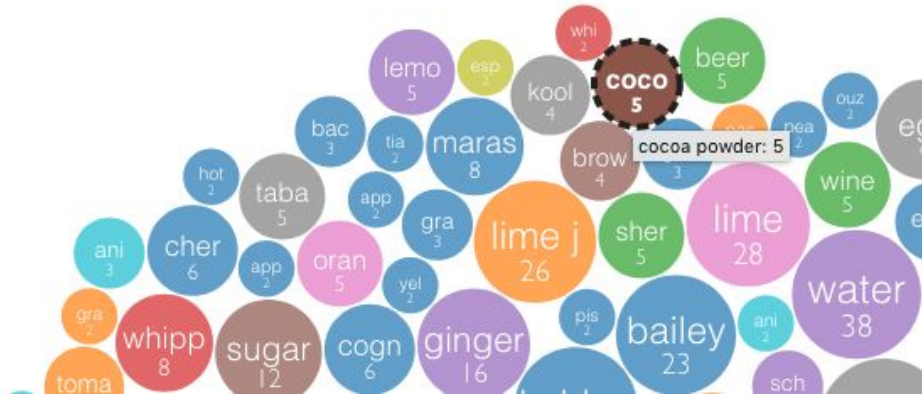 whi
2
lemo
5
esp
2
kool
4
coco
5
beer
5
ouz
2
bac
3
tia
2
maras
8
brow
4
cocoa powder: 5
3
pea
2
hot
2
taba
5
app
2
gra
3
lime j
26
sher
5
lime
28
wine
5
ani
3
cher
6
app
2
oran
5
yel
2
water
38
gra
2
whipp
8
sugar
12
cogn
6
ginger
16
pis
2
bailey
23
ani
2
toma
sch